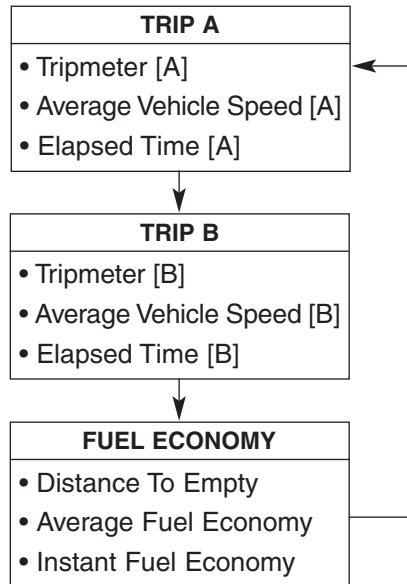 TRIP A
• Tripmeter [A]
• Average Vehicle Speed [A]
• Elapsed Time [A]
TRIP B
• Tripmeter [B]
• Average Vehicle Speed [B]
• Elapsed Time [B]
FUEL ECONOMY
• Distance To Empty
• Average Fuel Economy
• Instant Fuel Economy